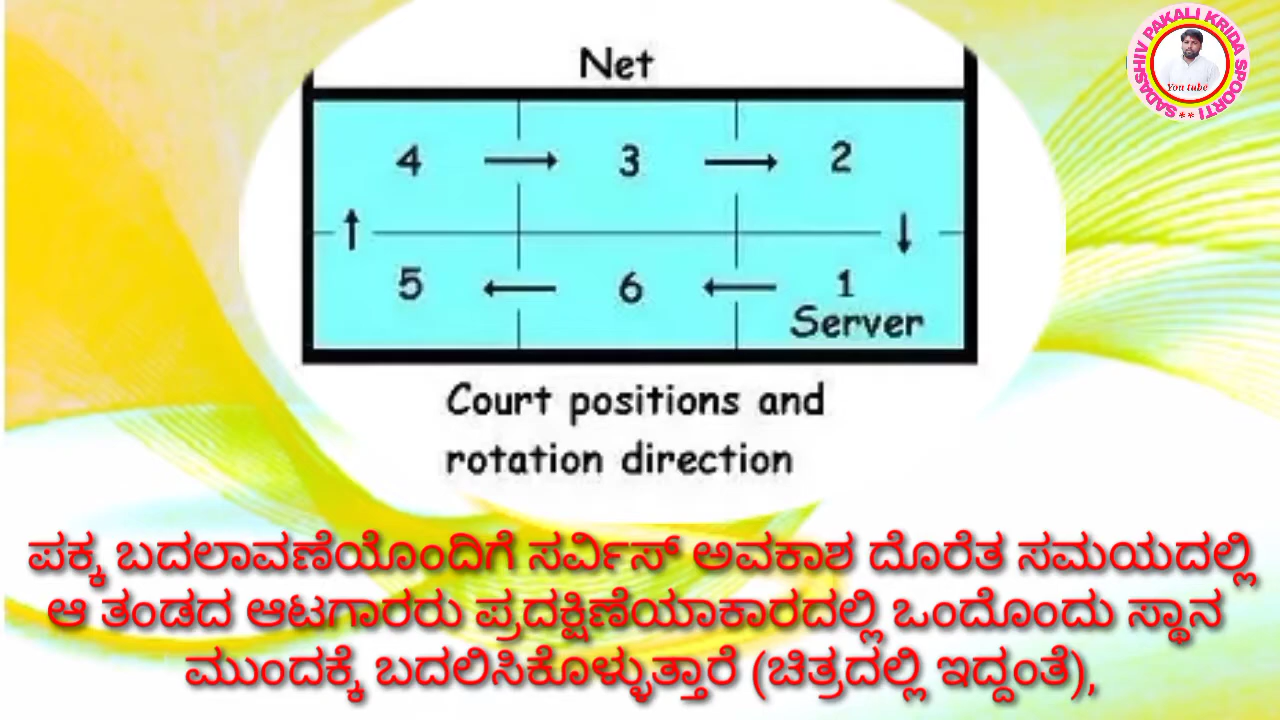 SADASHIV PAKALI KRIDA SPOORTI **
You tube
Net
4 3 2
5 6 1
Server
Court positions and
rotation direction
ಪಕ್ಕ ಬದಲಾವಣೆಯೊಂದಿಗೆ ಸರ್ವಿಸ್ ಅವಕಾಶ ದೊರೆತ ಸಮಯದಲ್ಲಿ
ಆ ತಂಡದ ಆಟಗಾರರು ಪ್ರದಕ್ಷಿಣೆಯಾಕಾರದಲ್ಲಿ ಒಂದೊಂದು ಸ್ಥಾನ
ಮುಂದಕ್ಕೆ ಬದಲಿಸಿಕೊಳ್ಳುತ್ತಾರೆ (ಚಿತ್ರದಲ್ಲಿ ಇದ್ದಂತೆ),